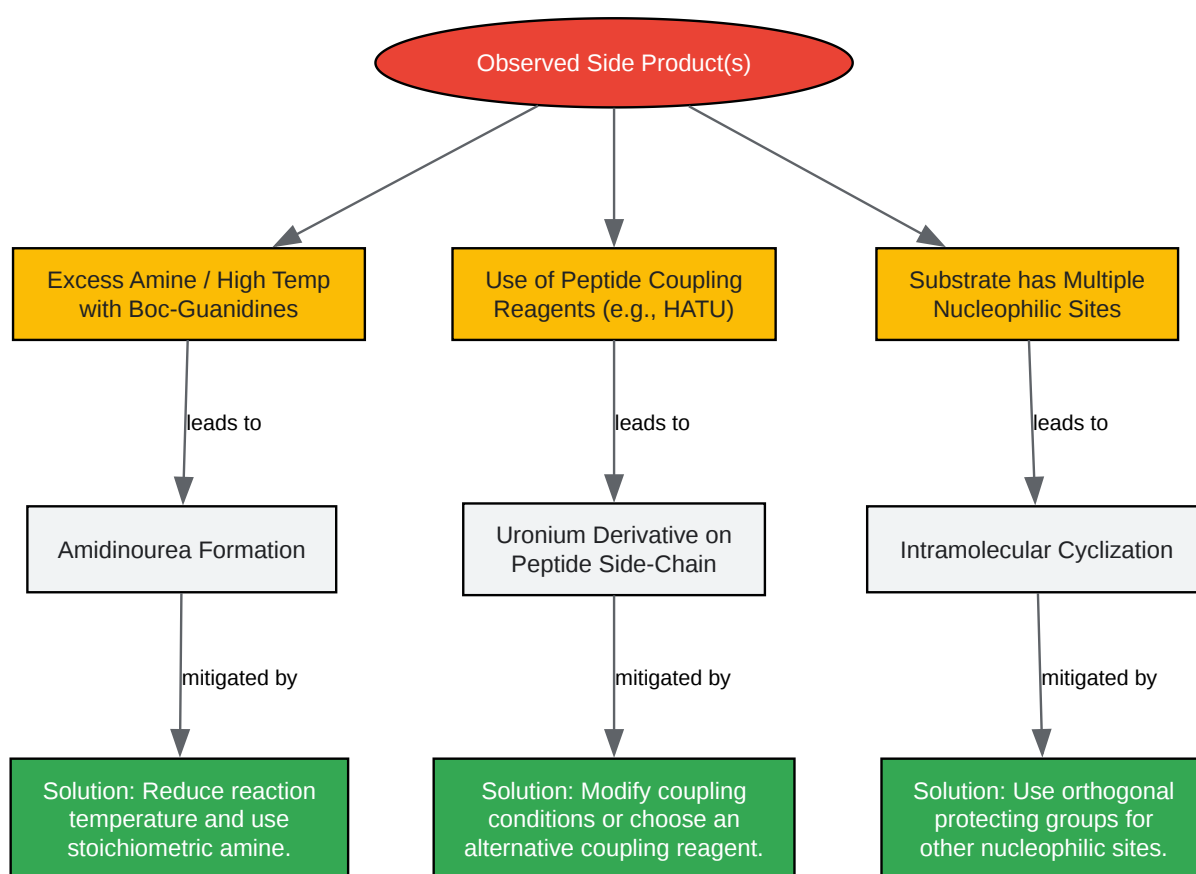 Observed Side Product(s)
Excess Amine / High Temp
with Boc-Guanidines
Use of Peptide Coupling
Reagents (e.g., HATU)
Substrate has Multiple
Nucleophilic Sites
leads to
leads to
leads to
Amidinourea Formation
Uronium Derivative on
Peptide Side-Chain
Intramolecular Cyclization
mitigated by
mitigated by
mitigated by
Solution: Reduce reaction
temperature and use
stoichiometric amine.
Solution: Modify coupling
conditions or choose an
alternative coupling reagent.
Solution: Use orthogonal
protecting groups for
other nucleophilic sites.